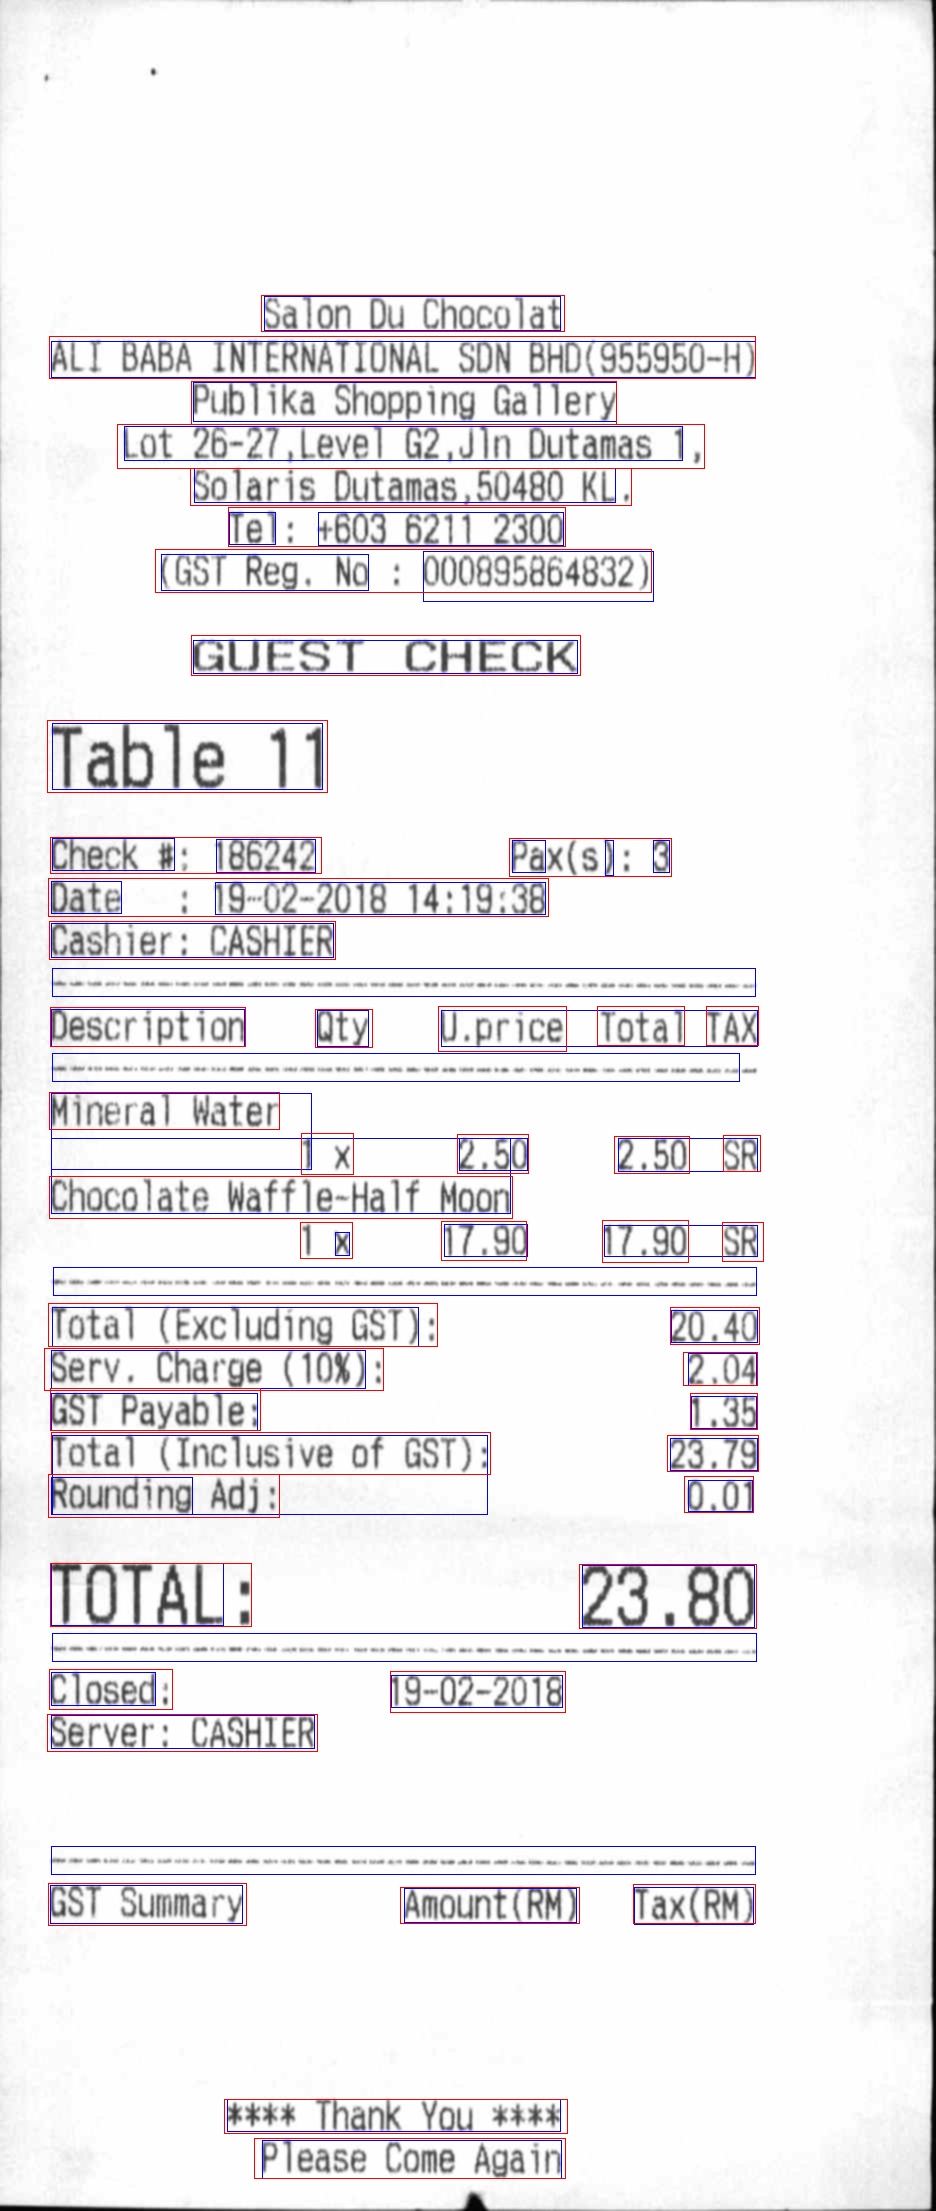 Salon Du Chocolat
ALI BABA INTERNATIONAL SDN BHD(955950-H)
Publika Shopping Gallery
Lot 26-27,Level G2,Jln Dutamas 1,
Solaris Dutamas,50480 KL.
Tel: +603 6211 2300
(GST Reg. No : 000895864832)
GUEST CHECK
Table 11
Check #: 186242 Pax(s): 3
Date : 19-02-2018 14:19:38
Cashier: CASHIER
----------------------------------------
Description Qty U.price Total TAX
----------------------------------------
Mineral Water
1 x 2.50 2.50 SR
Chocolate Waffle-Half Moon
1 x 17.90 17.90 SR
----------------------------------------
Total (Excluding GST): 20.40
Serv. Charge (10%): 2.04
GST Payable: 1.35
Total (Inclusive of GST): 23.79
Rounding Adj: 0.01
TOTAL: 23.80
----------------------------------------
Closed: 19-02-2018
Server: CASHIER
----------------------------------------
GST Summary Amount(RM) Tax(RM)
**** Thank You ****
Please Come Again